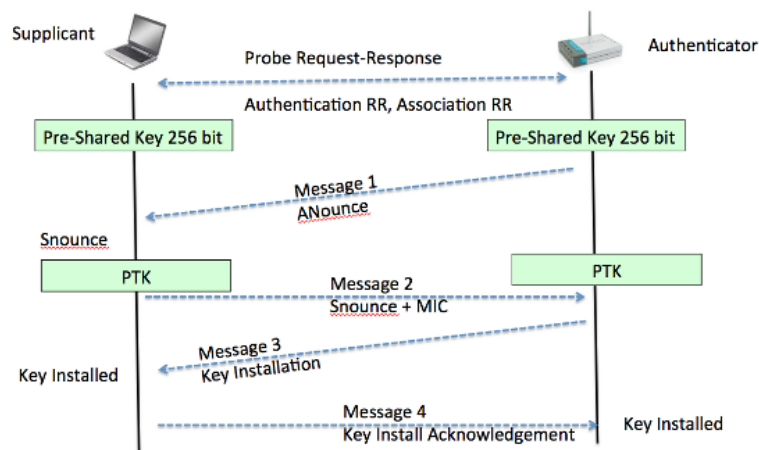 Supplicant
Authenticator
Probe Request-Response
Authentication RR, Association RR
Pre-Shared Key 256 bit
Pre-Shared Key 256 bit
Message 1
ANounce
Snounce
PTK
PTK
Message 2
Snounce + MIC
Message 3
Key Installation
Key Installed
Message 4
Key Install Acknowledgement
Key Installed